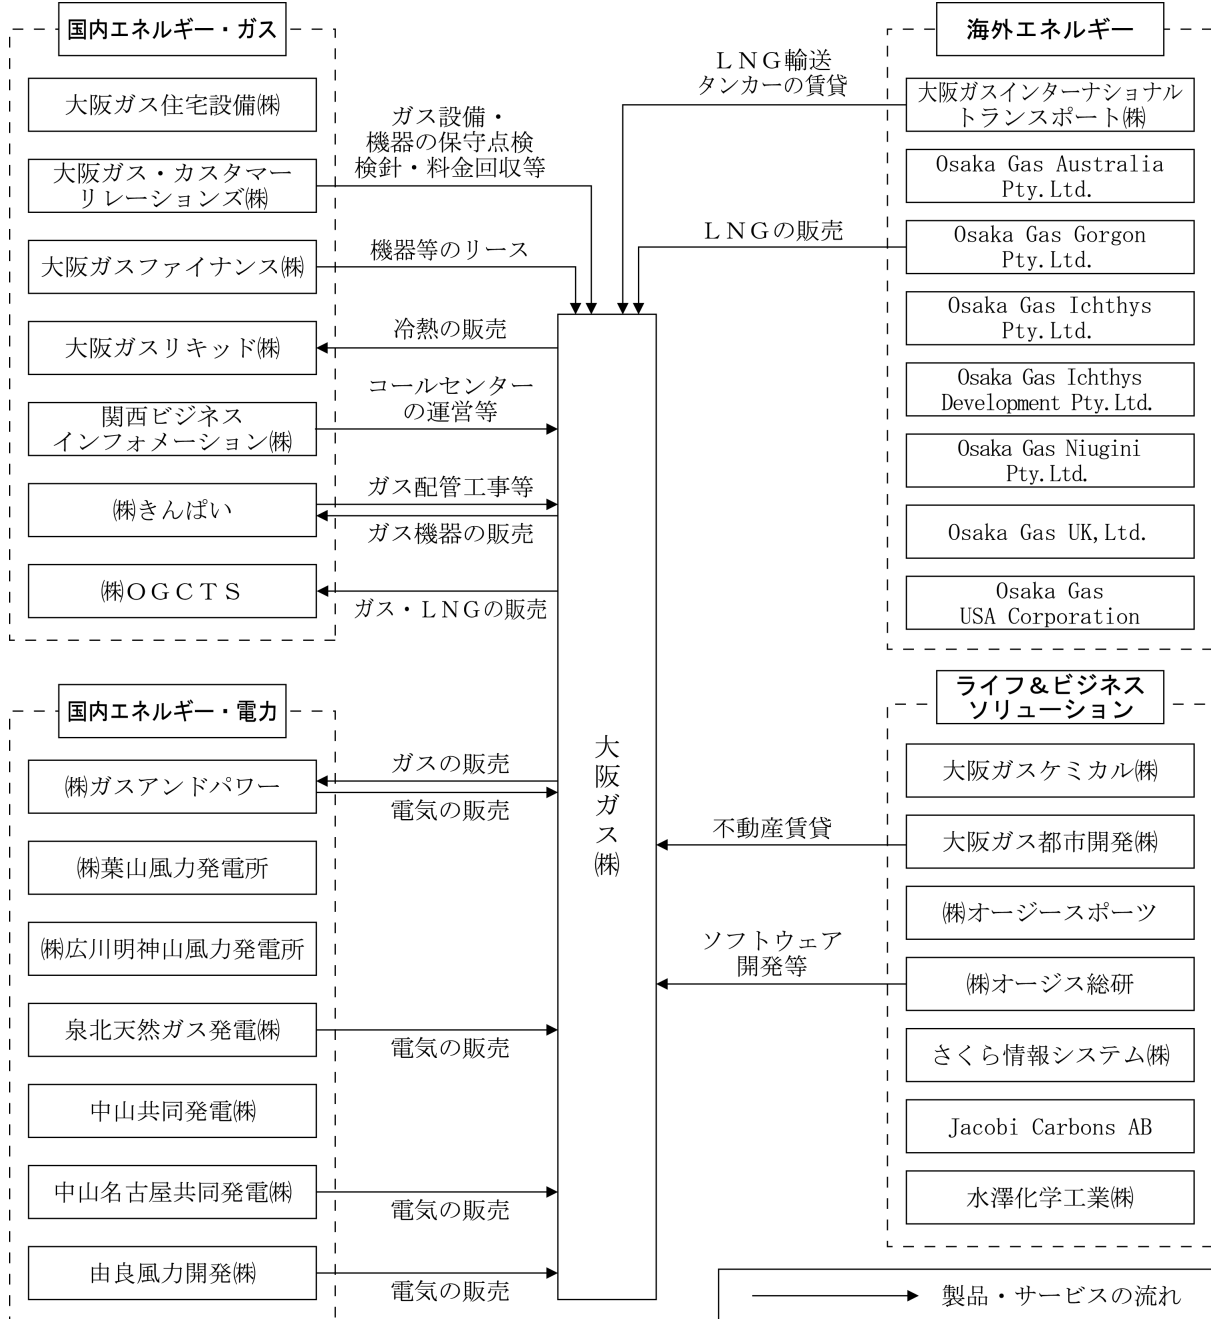 国内エネルギー・ガス
大阪ガス住宅設備㈱
大阪ガス・カスタマー
リレーションズ㈱
大阪ガスファイナンス㈱
大阪ガスリキッド㈱
関西ビジネス
インフォメーション㈱
㈱きんぱい
㈱ＯＧＣＴＳ
ガス設備・
機器の保守点検
検針・料金回収等
機器等のリース
冷熱の販売
コールセンター
の運営等
ガス配管工事等
ガス機器の販売
ガス・ＬＮＧの販売
国内エネルギー・電力
㈱ガスアンドパワー
㈱葉山風力発電所
㈱広川明神山風力発電所
泉北天然ガス発電㈱
中山共同発電㈱
中山名古屋共同発電㈱
由良風力開発㈱
ガスの販売
電気の販売
電気の販売
電気の販売
電気の販売
大阪ガス㈱
海外エネルギー
ＬＮＧ輸送
タンカーの賃貸
ＬＮＧの販売
大阪ガスインターナショナル
トランスポート㈱
Osaka Gas Australia
Pty.Ltd.
Osaka Gas Gorgon
Pty.Ltd.
Osaka Gas Ichthys
Pty.Ltd.
Osaka Gas Ichthys
Development Pty.Ltd.
Osaka Gas Niugini
Pty.Ltd.
Osaka Gas UK,Ltd.
Osaka Gas
USA Corporation
ライフ＆ビジネス
ソリューション
不動産賃貸
ソフトウェア
開発等
大阪ガスケミカル㈱
大阪ガス都市開発㈱
㈱オージースポーツ
㈱オージス総研
さくら情報システム㈱
Jacobi Carbons AB
水澤化学工業㈱
製品・サービスの流れ